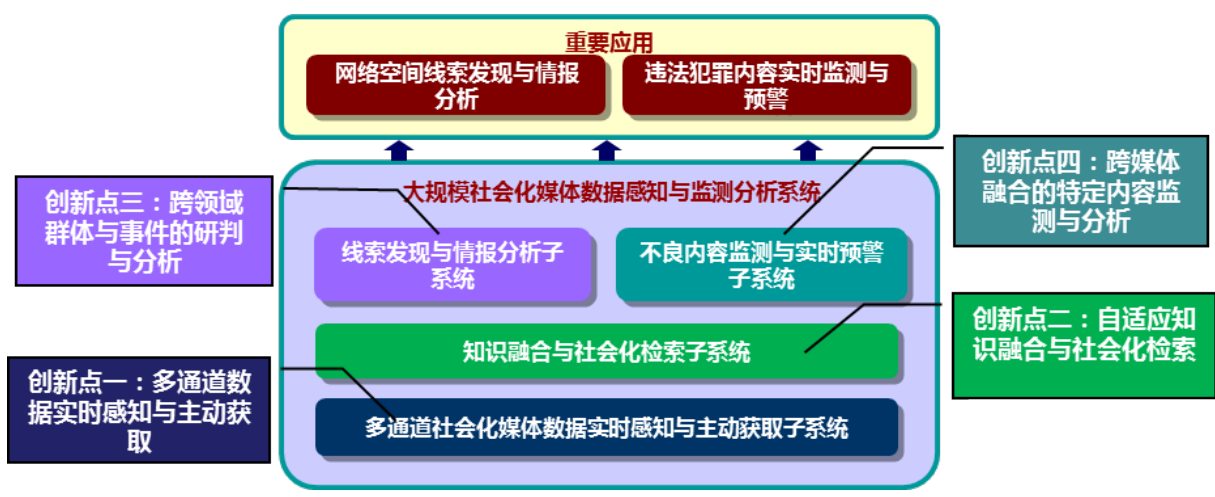 重要应用
网络空间线索发现与情报
分析
违法犯罪内容实时监测与
预警
大规模社会化媒体数据感知与监测分析系统
创新点三：跨领域
群体与事件的研判
与分析
创新点四：跨媒体
融合的特定内容监
测与分析
线索发现与情报分析子
系统
不良内容监测与实时预警
子系统
知识融合与社会化检索子系统
创新点二：自适应知
识融合与社会化检索
创新点一：多通道数
据实时感知与主动获
取
多通道社会化媒体数据实时感知与主动获取子系统